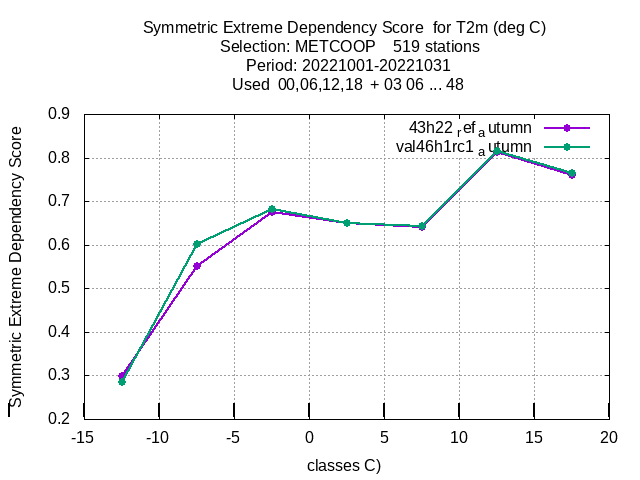 Symmetric Extreme Dependency Score for T2m (deg C)
Selection: METCOOP 519 stations
Period: 20221001-20221031
Used 00,06,12,18 + 03 06 ... 48
Symmetric Extreme Dependency Score
0.9
0.8
0.7
0.6
0.5
0.4
0.3
0.2
43h22 ref autumn
val46h1rc1 autumn
-15 -10 -5 0 5 10 15 20
classes C)